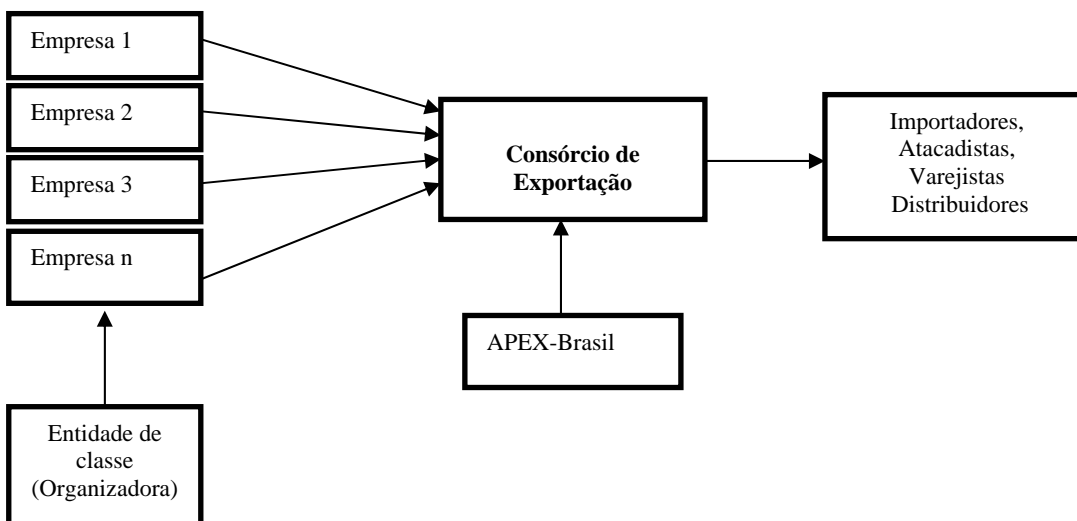 Empresa 1
Empresa 2
Empresa 3
Empresa n
Entidade de
classe
(Organizadora)
Consórcio de
Exportação
APEX-Brasil
Importadores,
Atacadistas,
Varejistas
Distribuidores